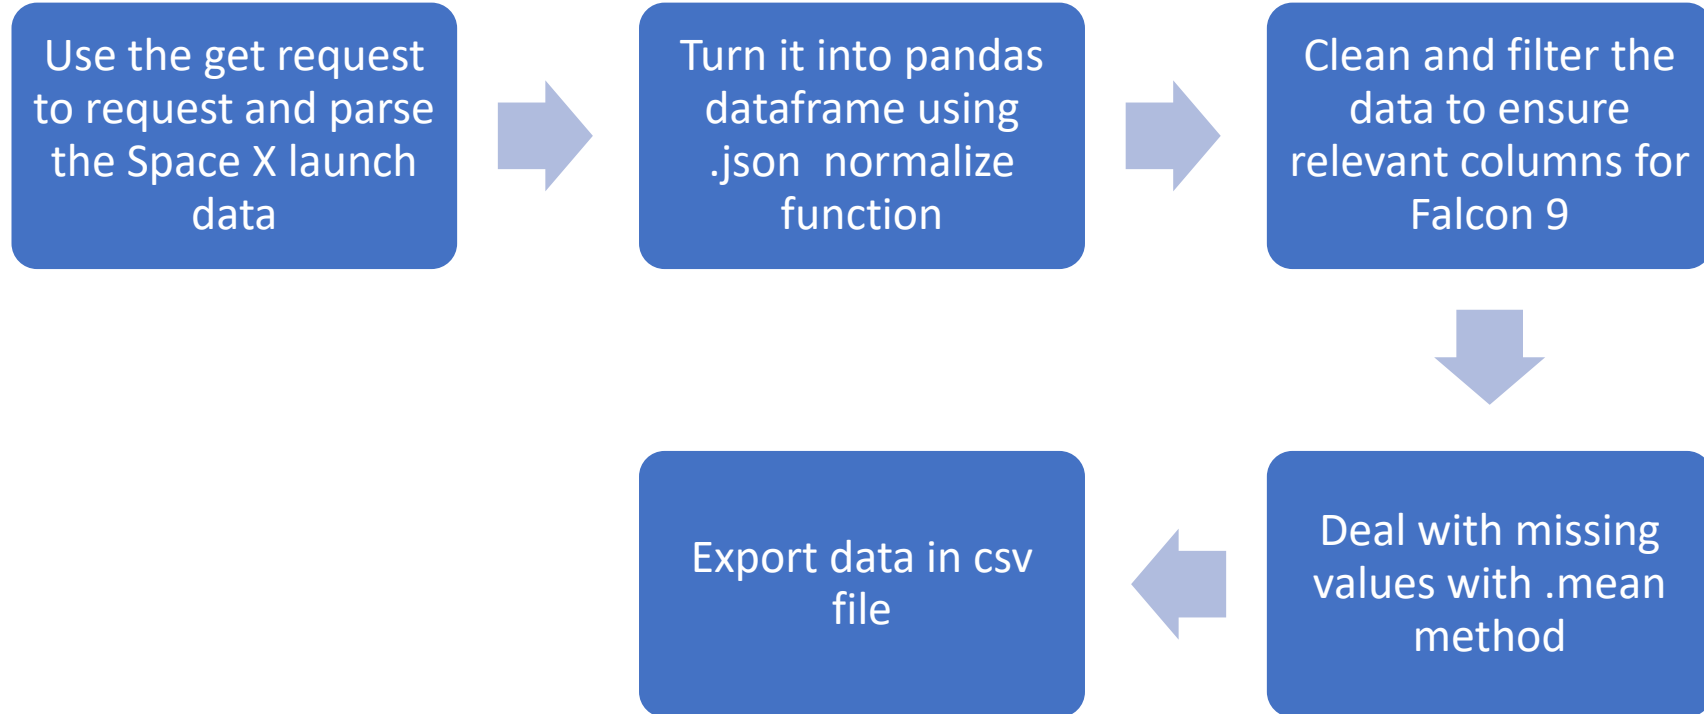 Use the get request
to request and parse
the Space X launch
data
Turn it into pandas
dataframe using
.json  normalize
function
Clean and filter the
data to ensure
relevant columns for
Falcon 9
Deal with missing
values with .mean
method
Export data in csv
file